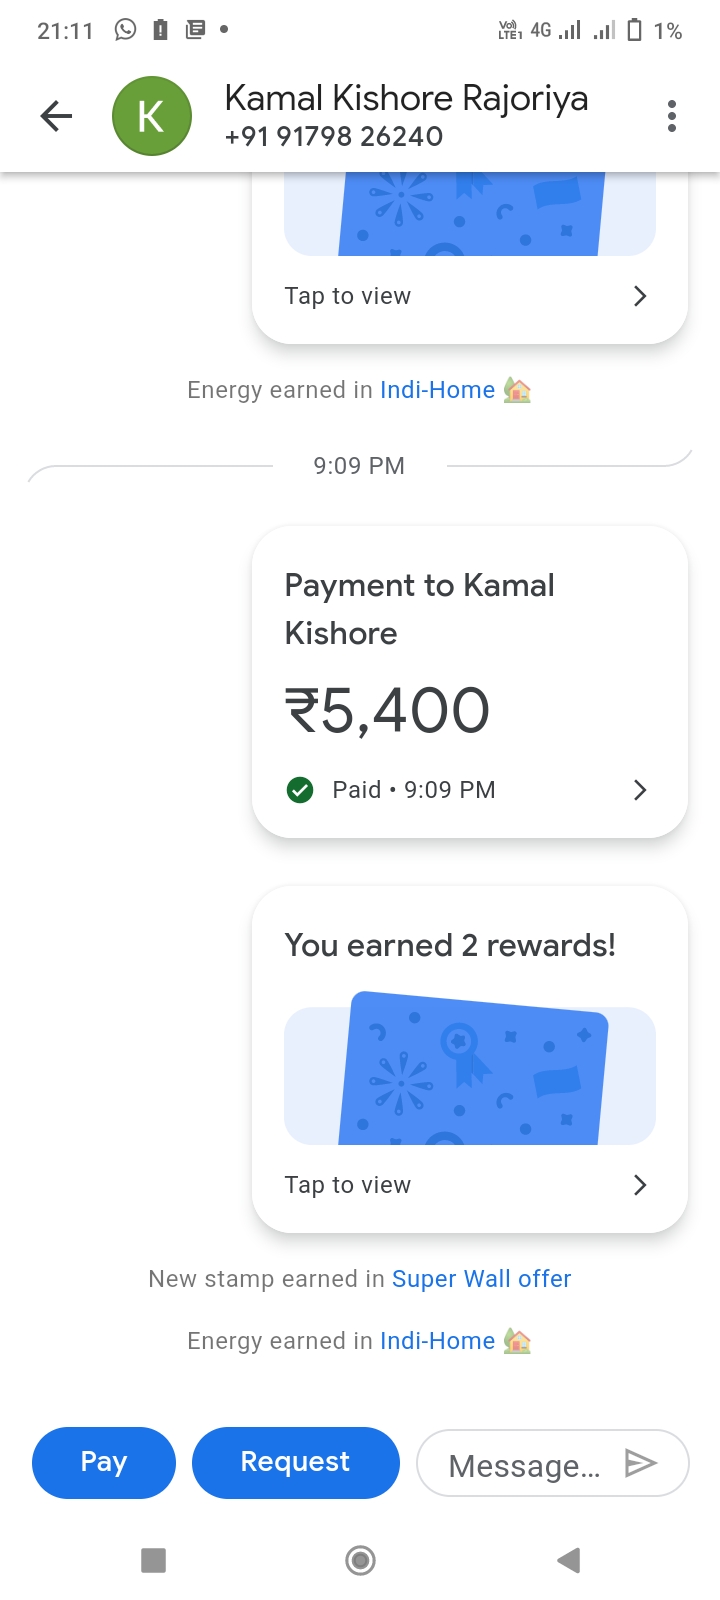 21:11
Vo) LTE1 4G 1%
K
Kamal Kishore Rajoriya
+91 91798 26240
Tap to view
Energy earned in Indi-Home
9:09 PM
Payment to Kamal
Kishore
₹5,400
Paid • 9:09 PM
You earned 2 rewards!
Tap to view
New stamp earned in Super Wall offer
Energy earned in Indi-Home
Pay
Request
Message...